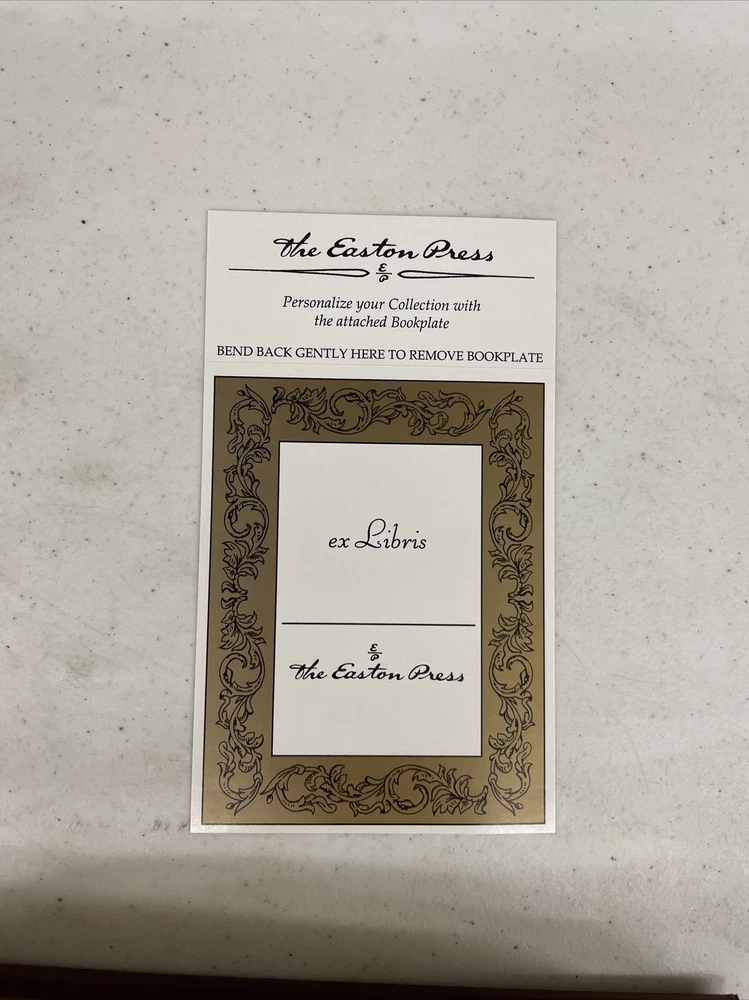 The Easton Press
E
P
Personalize your Collection with
the attached Bookplate
BEND BACK GENTLY HERE TO REMOVE BOOKPLATE
ex Libris
E
P
The Easton Press